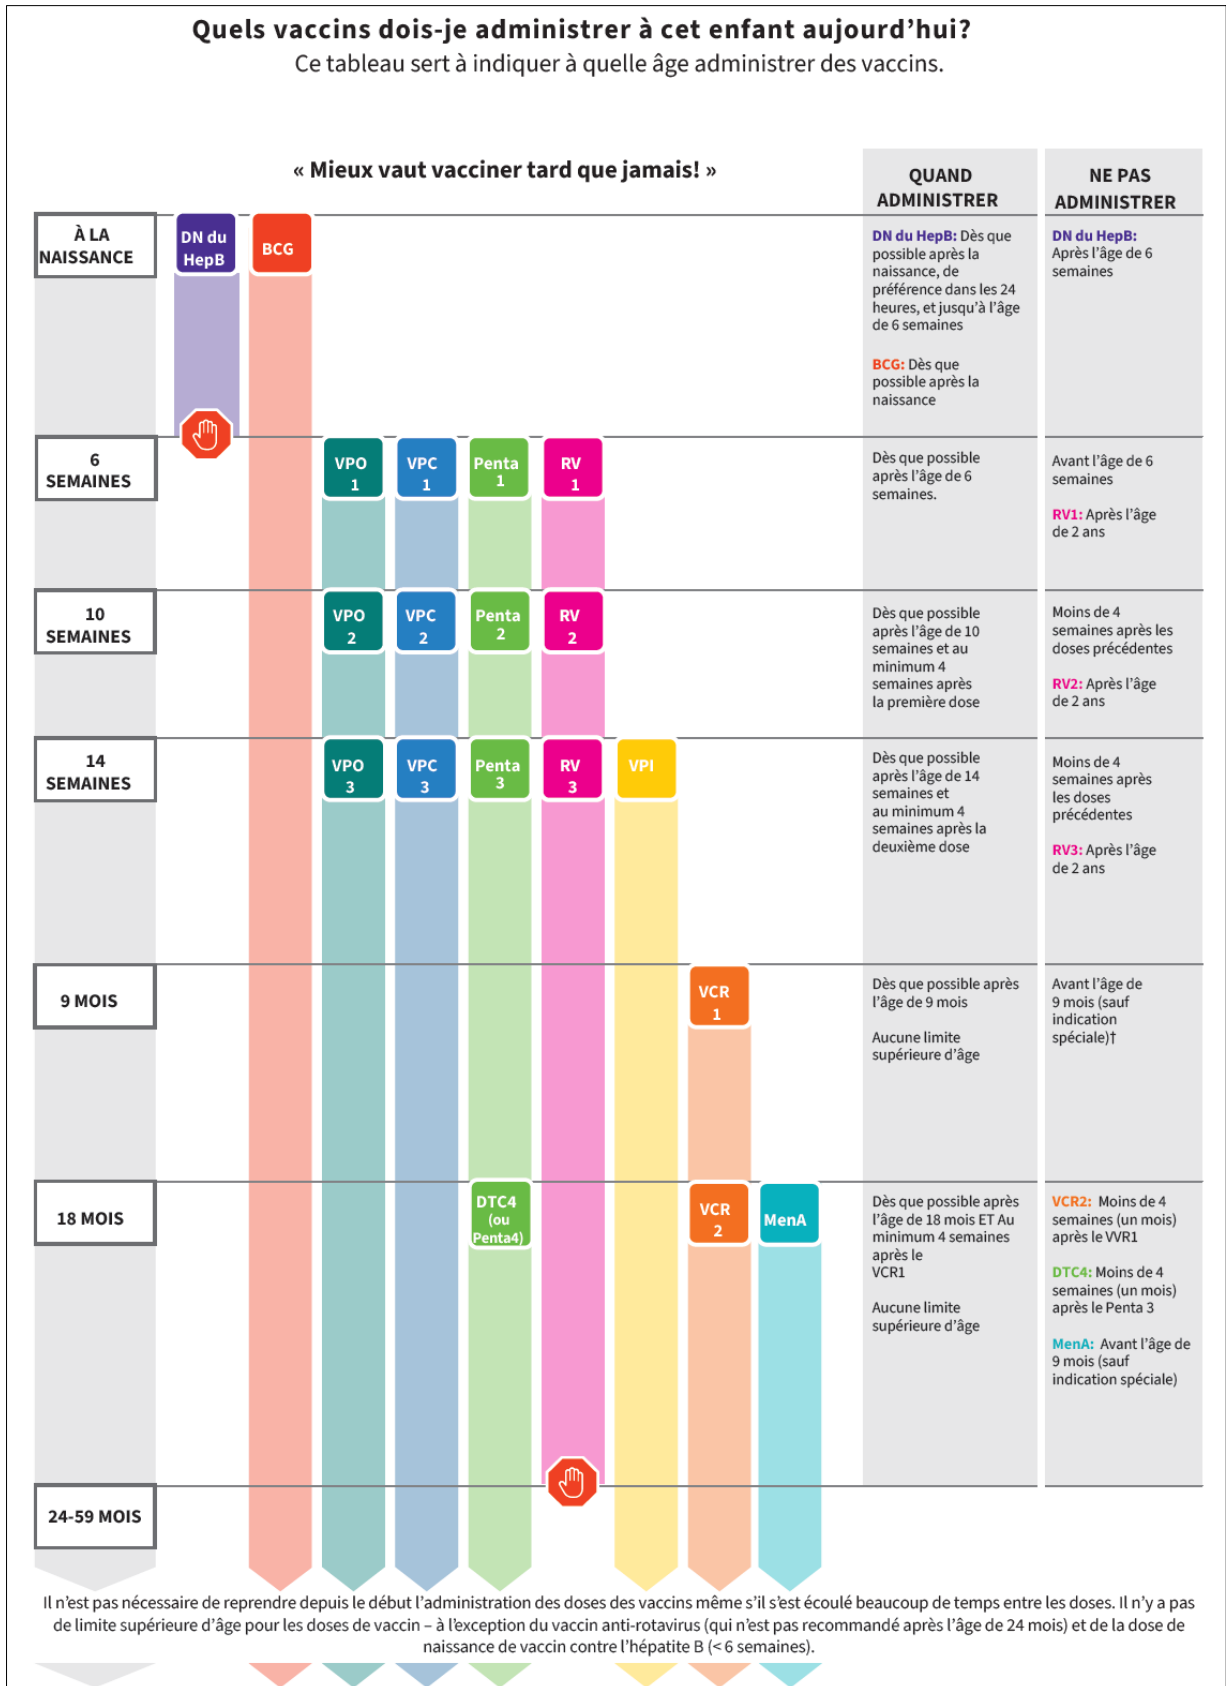 Quels vaccins dois-je administrer à cet enfant aujourd’hui?
Ce tableau sert à indiquer à quelle âge administrer des vaccins.
« Mieux vaut vacciner tard que jamais! »
QUAND
ADMINISTRER
NE PAS
ADMINISTRER
À LA
NAISSANCE
DN du
HepB
BCG
DN du HepB: Dès que
possible après la
naissance, de
préférence dans les 24
heures, et jusqu’à l’âge
de 6 semaines
BCG: Dès que
possible après la
naissance
DN du HepB:
Après l’âge de 6
semaines
6
SEMAINES
VPO
1
VPC
1
Penta
1
RV
1
Dès que possible
après l’âge de 6
semaines.
Avant l’âge de 6
semaines
RV1: Après l’âge
de 2 ans
10
SEMAINES
VPO
2
VPC
2
Penta
2
RV
2
Dès que possible
après l’âge de 10
semaines et au
minimum 4
semaines après
la première dose
Moins de 4
semaines après les
doses précédentes
RV2: Après l’âge
de 2 ans
14
SEMAINES
VPO
3
VPC
3
Penta
3
RV
3
VPI
Dès que possible
après l’âge de 14
semaines et
au minimum 4
semaines après la
deuxième dose
Moins de 4
semaines après
les doses
précédentes
RV3: Après l’âge
de 2 ans
9 MOIS
VCR
1
Dès que possible après
l’âge de 9 mois
Aucune limite
supérieure d’âge
Avant l’âge de
9 mois (sauf
indication
spéciale)†
18 MOIS
DTC4
(ou
Penta4)
VCR
2
MenA
Dès que possible après
l’âge de 18 mois ET Au
minimum 4 semaines
après le
VCR1
Aucune limite
supérieure d’âge
VCR2: Moins de 4
semaines (un mois)
après le VVR1
DTC4: Moins de 4
semaines (un mois)
après le Penta 3
MenA: Avant l’âge de
9 mois (sauf
indication spéciale)
24-59 MOIS
Il n’est pas nécessaire de reprendre depuis le début l’administration des doses des vaccins même s’il s’est écoulé beaucoup de temps entre les doses. Il n’y a pas
de limite supérieure d’âge pour les doses de vaccin – à l’exception du vaccin anti-rotavirus (qui n’est pas recommandé après l’âge de 24 mois) et de la dose de
naissance de vaccin contre l’hépatite B (< 6 semaines).